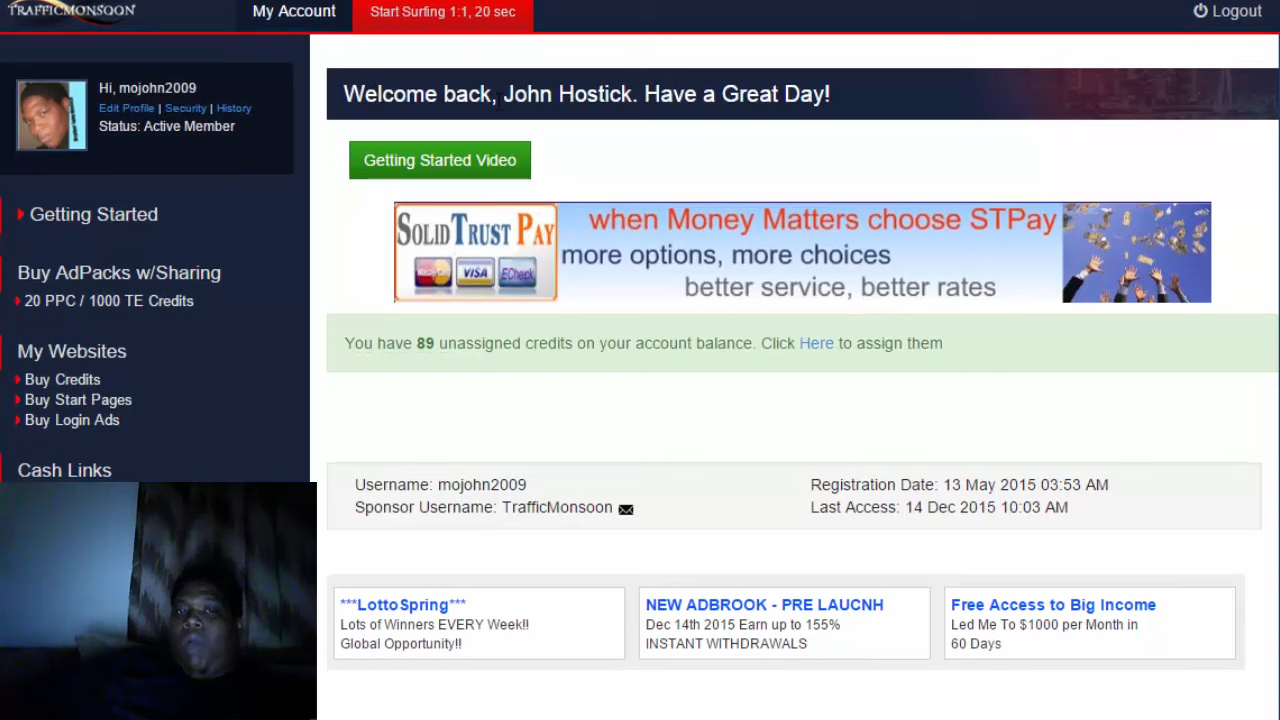 TRAFFICMONSOON
My Account
Start Surfing 1:1, 20 sec
Logout
Hi, mojohn2009
Edit Profile | Security | History
Status: Active Member
Getting Started
Buy AdPacks w/Sharing
20 PPC / 1000 TE Credits
My Websites
Buy Credits
Buy Start Pages
Buy Login Ads
Cash Links
Welcome back, John Hostick. Have a Great Day!
Getting Started Video
SOLIDTRUST PAY
MasterCard VISA ECheck
when Money Matters choose STPay
more options, more choices
better service, better rates
You have 89 unassigned credits on your account balance. Click Here to assign them
Username: mojohn2009
Sponsor Username: TrafficMonsoon
Registration Date: 13 May 2015 03:53 AM
Last Access: 14 Dec 2015 10:03 AM
***LottoSpring***
Lots of Winners EVERY Week!!
Global Opportunity!!
NEW ADBROOK - PRE LAUCNH
Dec 14th 2015 Earn up to 155%
INSTANT WITHDRAWALS
Free Access to Big Income
Led Me To $1000 per Month in
60 Days